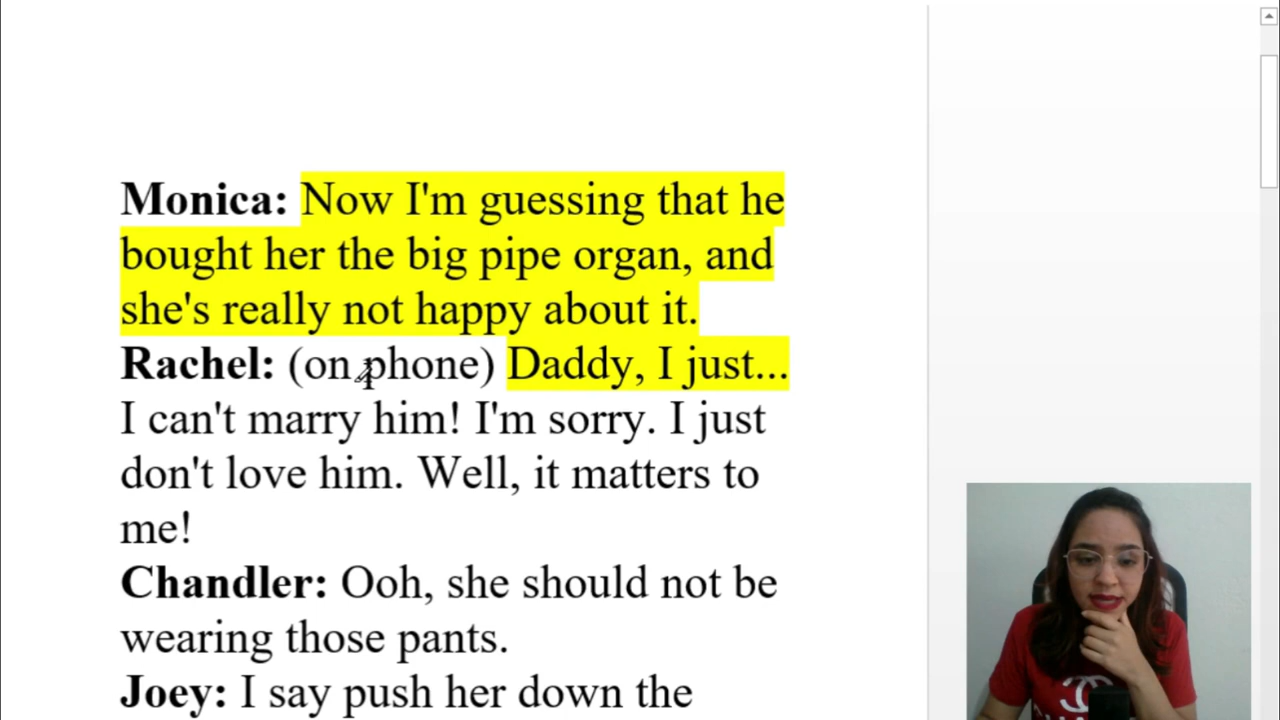 Monica: Now I'm guessing that he
bought her the big pipe organ, and
she's really not happy about it.
Rachel: (on phone) Daddy, I just...
I can't marry him! I'm sorry. I just
don't love him. Well, it matters to
me!
Chandler: Ooh, she should not be
wearing those pants.
Joey: I say push her down the